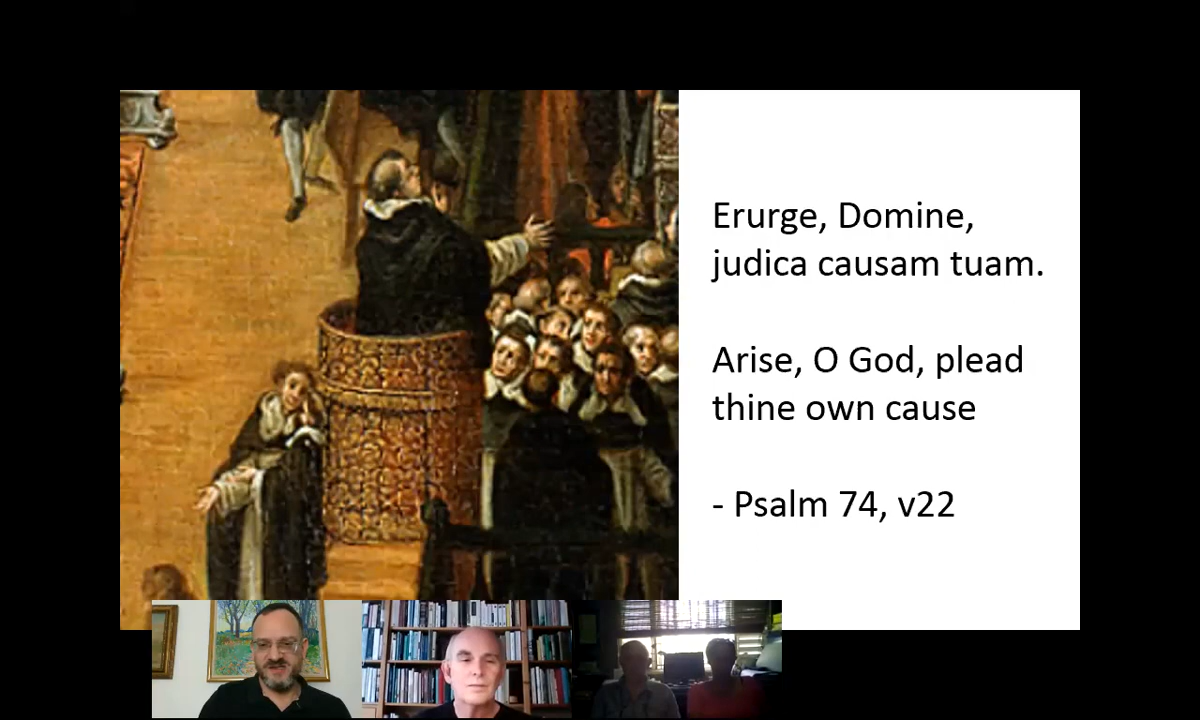 Erurge, Domine,
judica causam tuam.
Arise, O God, plead
thine own cause
- Psalm 74, v22